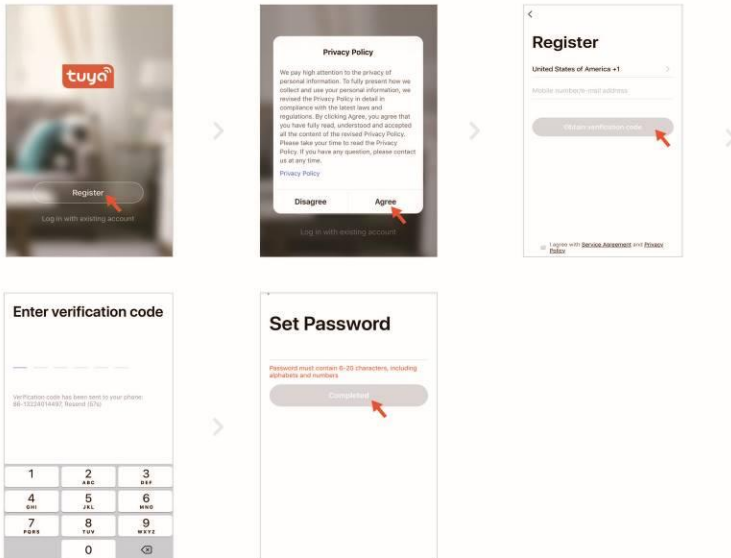 tuya
Register
Log in with existing account
Privacy Policy
We pay high attention to the privacy of
personal information. To fully present how we
collect and use your personal information, we
revised the Privacy Policy in detail in
compliance with the latest laws and
regulations. By clicking Agree, you agree that
you have fully read, understood and accepted
all the content of the revised Privacy Policy.
Please take your time to read the Privacy
Policy. If you have any question, please contact
us at any time.
Privacy Policy
Disagree
Agree
Log in with existing account
<
Register
United States of America +1
Mobile number/e-mail address
Obtain verification code
I agree with Service Agreement and Privacy
Policy
Enter verification code
Verification code has been sent to your phone:
Resend (57s)
1
2
ABC
3
DEF
4
GHI
5
JKL
6
MNO
7
PQRS
8
TUV
9
WXYZ
0
Set Password
Password must contain 6-20 characters, including
alphabets and numbers
Completed